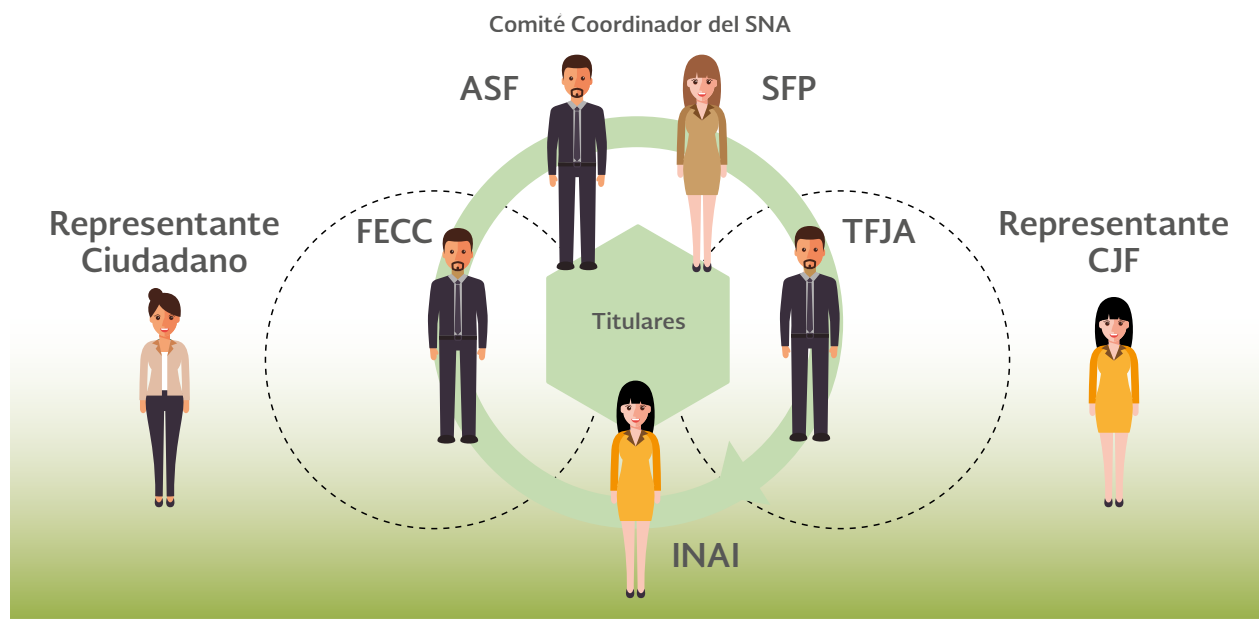 Comité Coordinador del SNA
ASF
SFP
Representante
Ciudadano
FECC
TFJA
Representante
CJF
Titulares
INAI